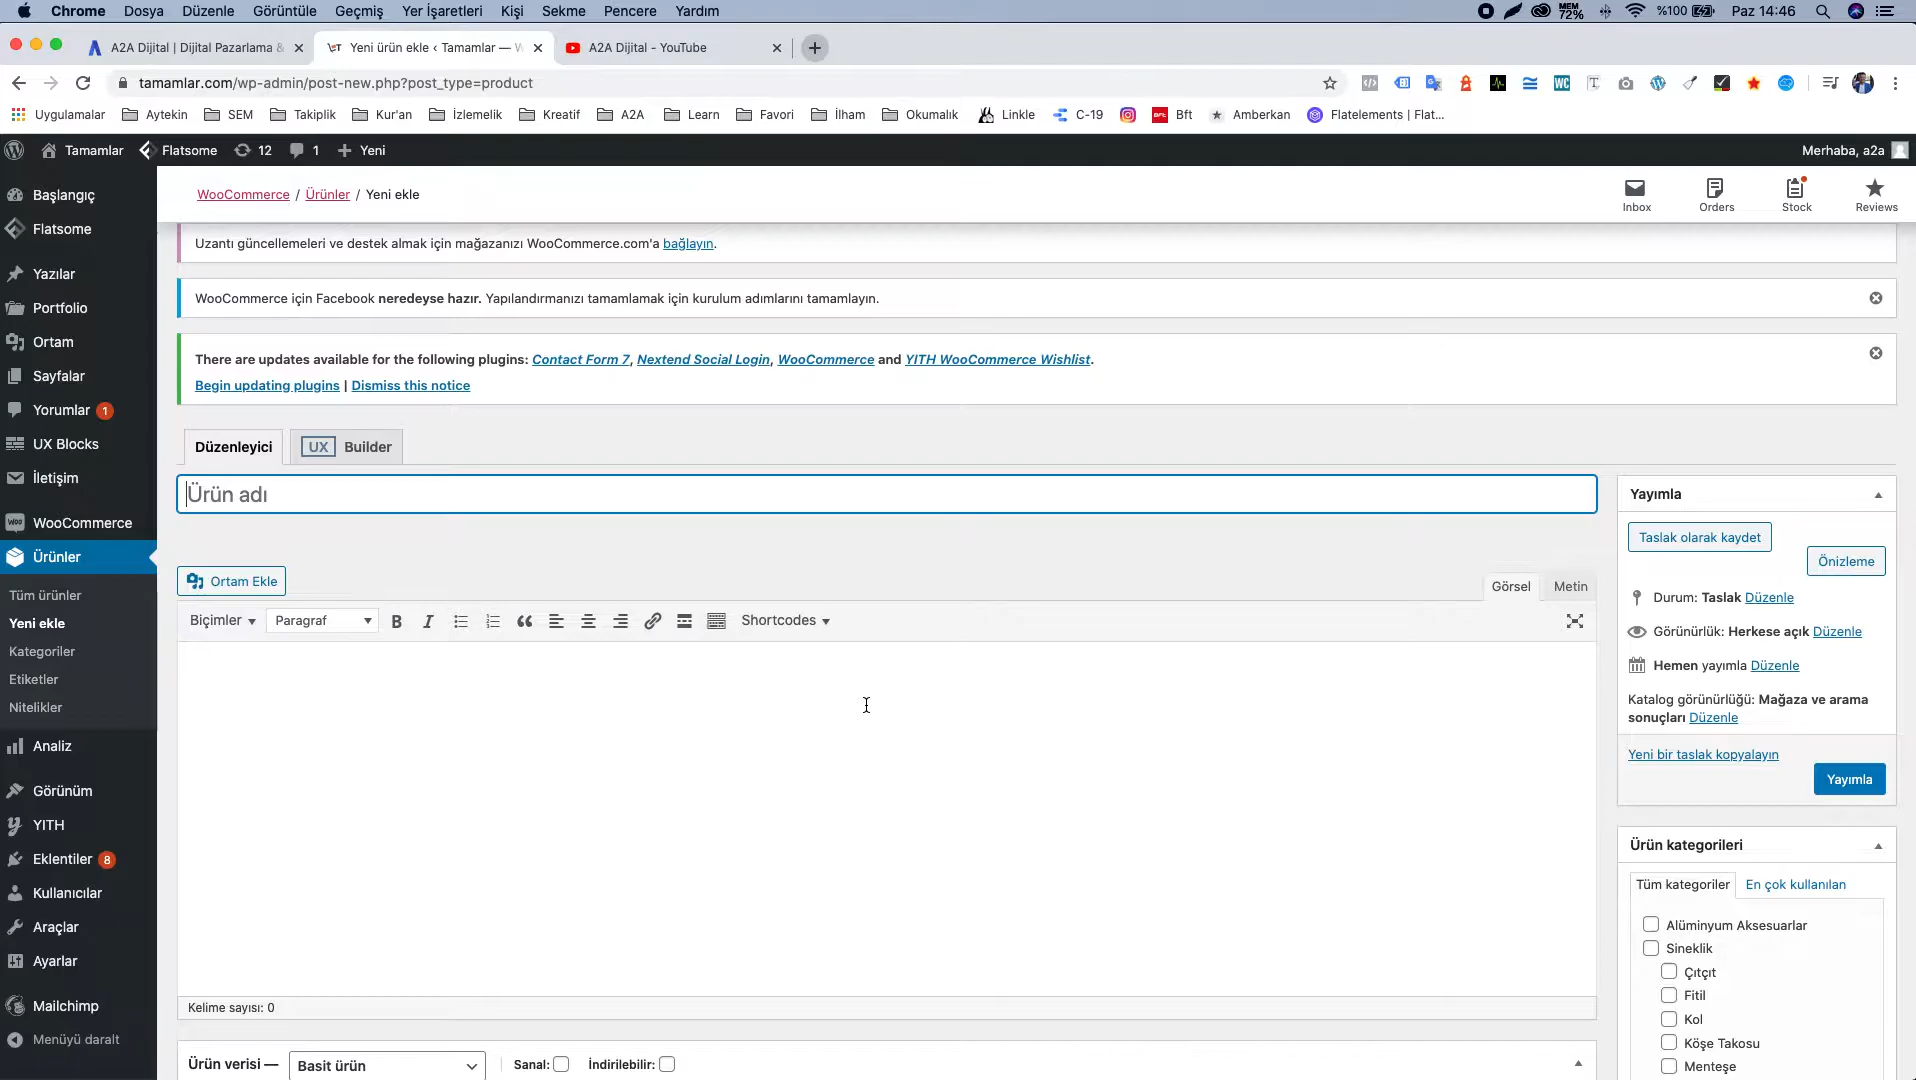 Chrome Dosya Düzenle Görüntüle Geçmiş Yer İşaretleri Kişi Sekme Pencere Yardım MEM 72% %100 Paz 14:46
A2A Dijital | Dijital Pazarlama & Yeni ürün ekle ‹ Tamamlar — W A2A Dijital - YouTube
tamamlar.com/wp-admin/post-new.php?post_type=product
Uygulamalar Aytekin SEM Takiplik Kur'an İzlemelik Kreatif A2A Learn Favori İlham Okumalık Linkle C-19 Bft Amberkan Flatelements | Flat...
Tamamlar Flatsome 12 1 Yeni Merhaba, a2a
WooCommerce / Ürünler / Yeni ekle
Inbox Orders Stock Reviews
Başlangıç
Flatsome
Yazılar
Portfolio
Ortam
Sayfalar
Yorumlar 1
UX Blocks
İletişim
WooCommerce
Ürünler
Tüm ürünler
Yeni ekle
Kategoriler
Etiketler
Nitelikler
Analiz
Görünüm
YITH
Eklentiler 8
Kullanıcılar
Araçlar
Ayarlar
Mailchimp
Menüyü daralt
Uzantı güncellemeleri ve destek almak için mağazanızı WooCommerce.com'a bağlayın.
WooCommerce için Facebook neredeyse hazır. Yapılandırmanızı tamamlamak için kurulum adımlarını tamamlayın.
There are updates available for the following plugins: Contact Form 7, Nextend Social Login, WooCommerce and YITH WooCommerce Wishlist.
Begin updating plugins | Dismiss this notice
Düzenleyici UX Builder
Ürün adı
Ortam Ekle
Görsel Metin
Biçimler Paragraf B I Shortcodes
Kelime sayısı: 0
Ürün verisi — Basit ürün Sanal: İndirilebilir:
Yayımla
Taslak olarak kaydet
Önizleme
Durum: Taslak Düzenle
Görünürlük: Herkese açık Düzenle
Hemen yayımla Düzenle
Katalog görünürlüğü: Mağaza ve arama
sonuçları Düzenle
Yeni bir taslak kopyalayın
Yayımla
Ürün kategorileri
Tüm kategoriler En çok kullanılan
Alüminyum Aksesuarlar
Sineklik
Çıtçıt
Fitil
Kol
Köşe Takosu
Menteşe